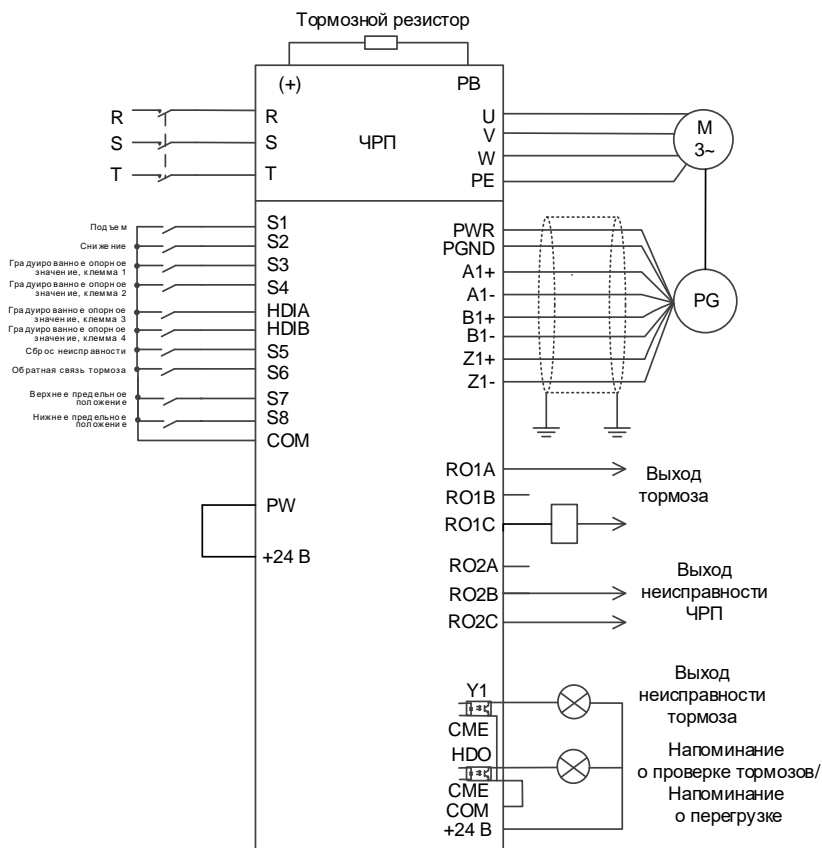 Тормозной резистор
(+)
PB
R
S
T
R
S
T
ЧРП
U
V
W
PE
M
3~
Подъем
Снижение
Градуированное опорное
значение, клемма 1
Градуированное опорное
значение, клемма 2
Градуированное опорное
значение, клемма 3
Градуированное опорное
значение, клемма 4
Сброс неисправности
Обратная связь тормоза
Верхнее предельное
положение
Нижнее предельное
положение
S1
S2
S3
S4
HDIA
HDIB
S5
S6
S7
S8
COM
PW
+24 В
PWR
PGND
A1+
A1-
B1+
B1-
Z1+
Z1-
PG
RO1A
RO1B
RO1C
Выход
тормоза
RO2A
RO2B
RO2C
Выход
неисправности
ЧРП
Y1
CME
HDO
CME
COM
+24 В
Выход
неисправности
тормоза
Напоминание
о проверке тормозов/
Напоминание
о перегрузке